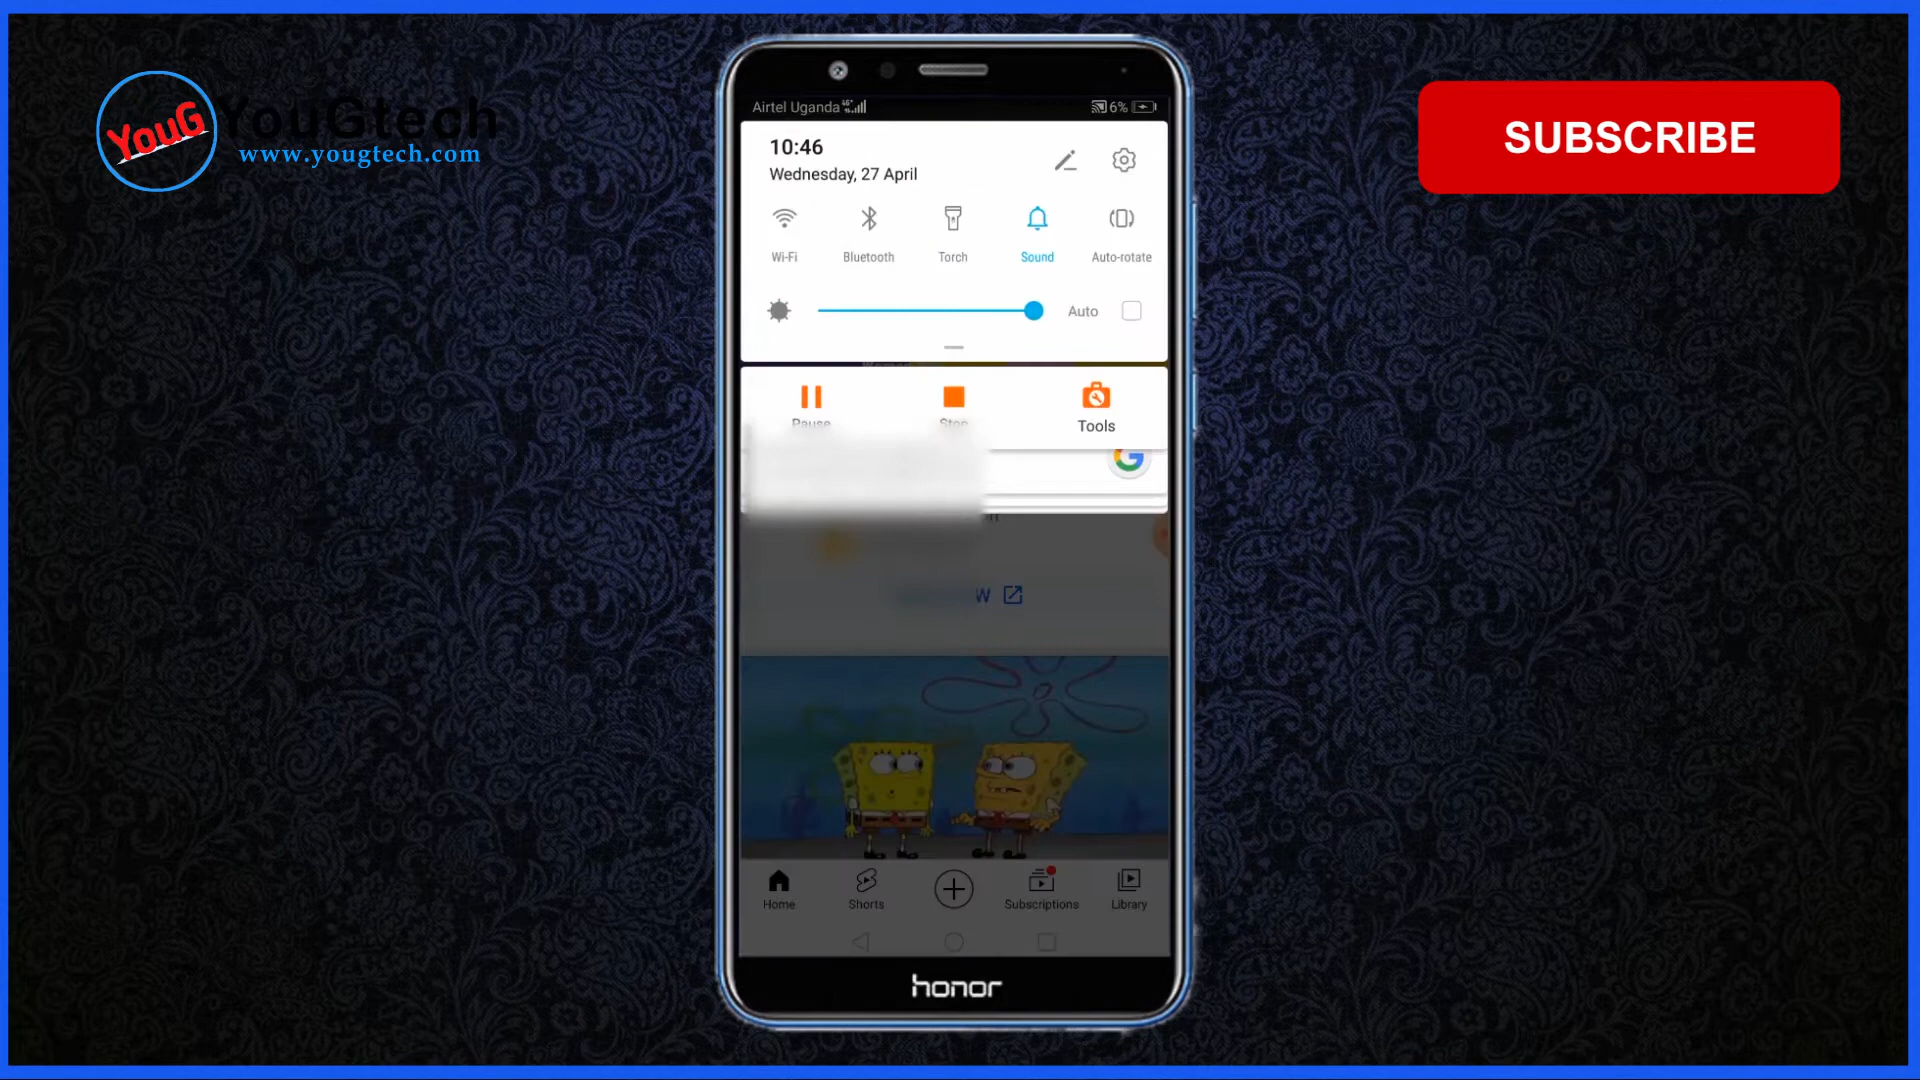 YouG
YouGtech
www.yougtech.com
SUBSCRIBE
Airtel Uganda 6%
10:46
Wednesday, 27 April
Wi-Fi Bluetooth Torch Sound Auto-rotate
Auto
Pause Stop Tools
G
W
Home Shorts Subscriptions Library
honor